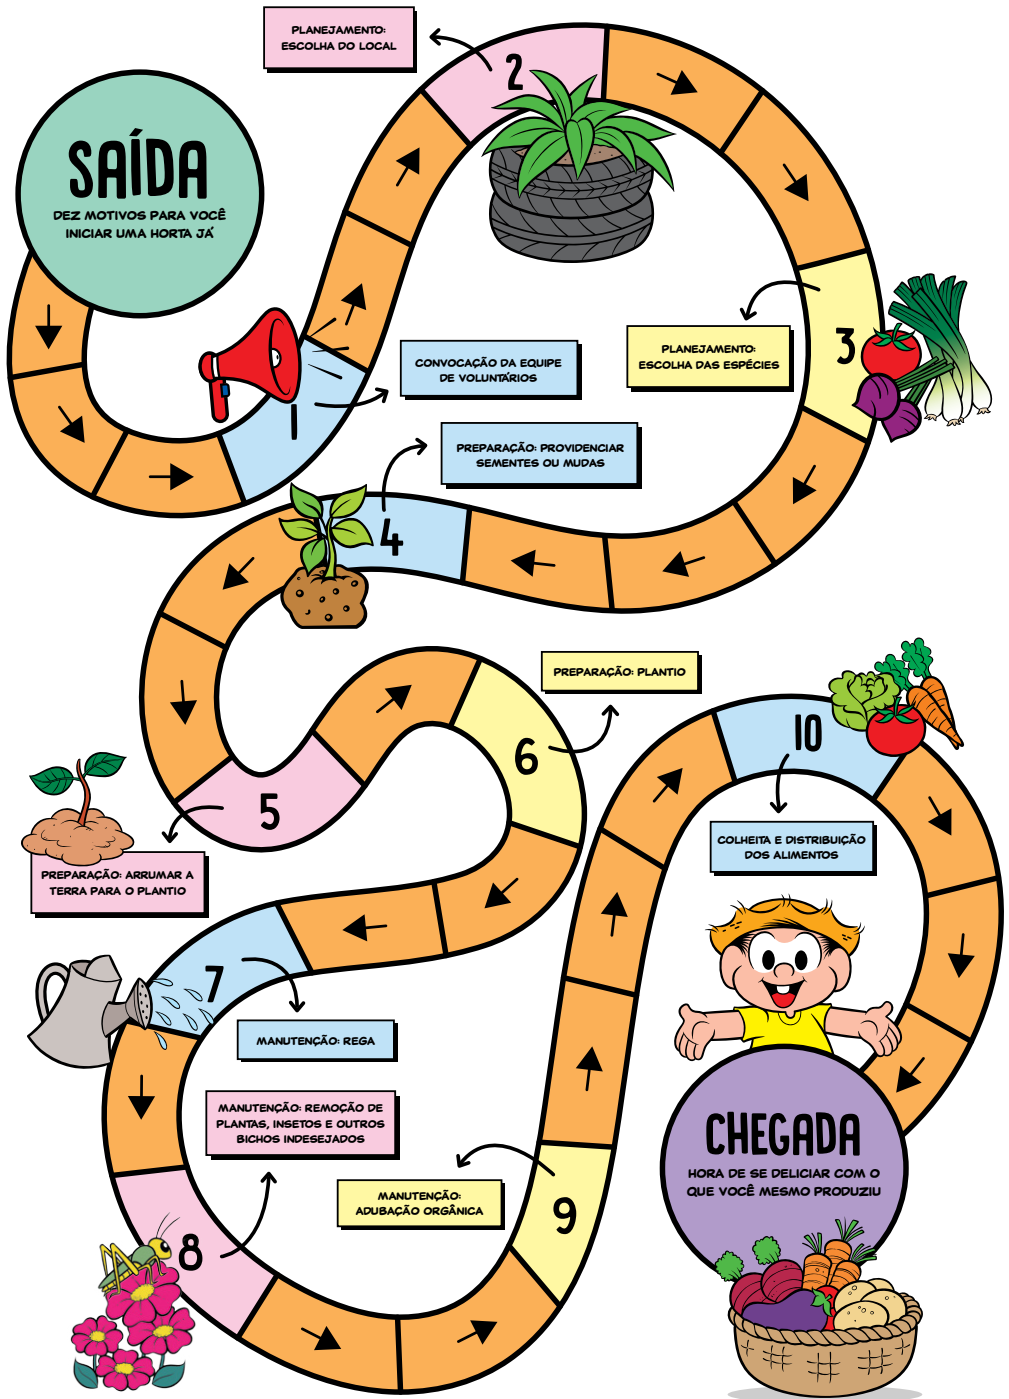 SAÍDA
DEZ MOTIVOS PARA VOCÊ
INICIAR UMA HORTA JÁ
1
CONVOCAÇÃO DA EQUIPE
DE VOLUNTÁRIOS
PLANEJAMENTO:
ESCOLHA DO LOCAL
2
PLANEJAMENTO:
ESCOLHA DAS ESPÉCIES
3
PREPARAÇÃO: PROVIDENCIAR
SEMENTES OU MUDAS
4
5
PREPARAÇÃO: ARRUMAR A
TERRA PARA O PLANTIO
PREPARAÇÃO: PLANTIO
6
7
MANUTENÇÃO: REGA
MANUTENÇÃO: REMOÇÃO DE
PLANTAS, INSETOS E OUTROS
BICHOS INDESEJADOS
8
MANUTENÇÃO:
ADUBAÇÃO ORGÂNICA
9
10
COLHEITA E DISTRIBUIÇÃO
DOS ALIMENTOS
CHEGADA
HORA DE SE DELICIAR COM O
QUE VOCÊ MESMO PRODUZIU